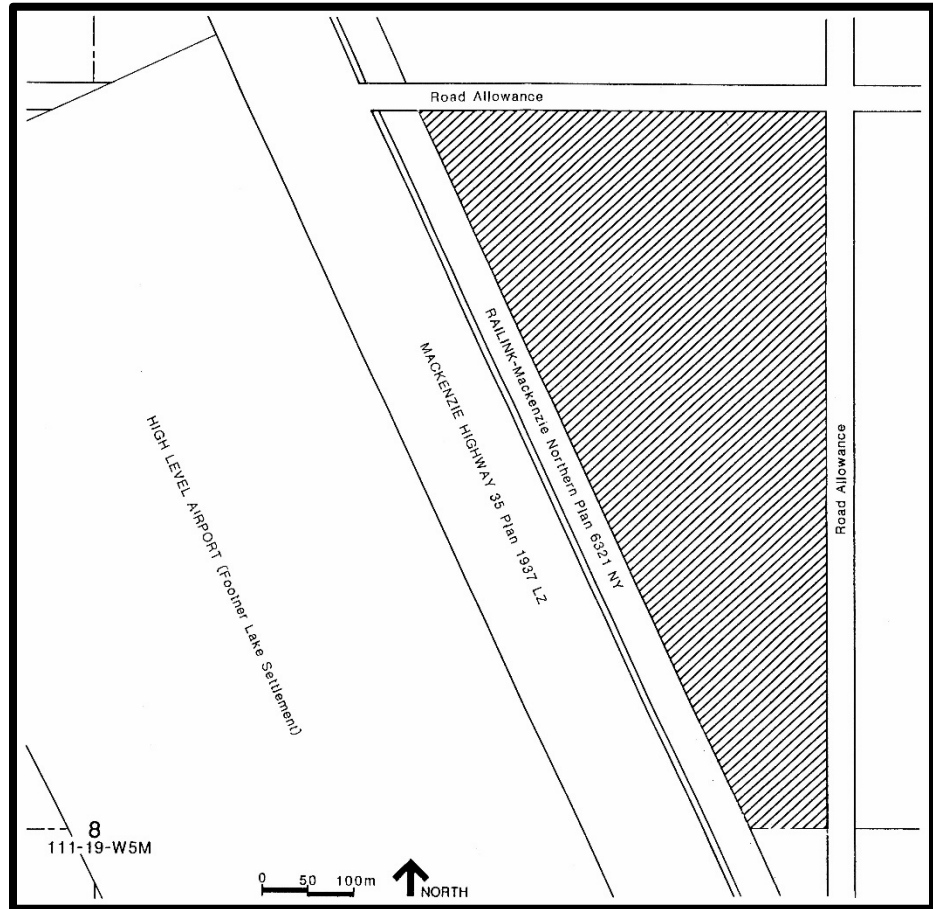 Road Allowance
RAILINK-Mackenzie Northern Plan 6321 NY
MACKENZIE HIGHWAY 35 Plan 1937 LZ
HIGH LEVEL AIRPORT (Footner Lake Settlement)
Road Allowance
8
111-19-W5M
0 50 100m
NORTH